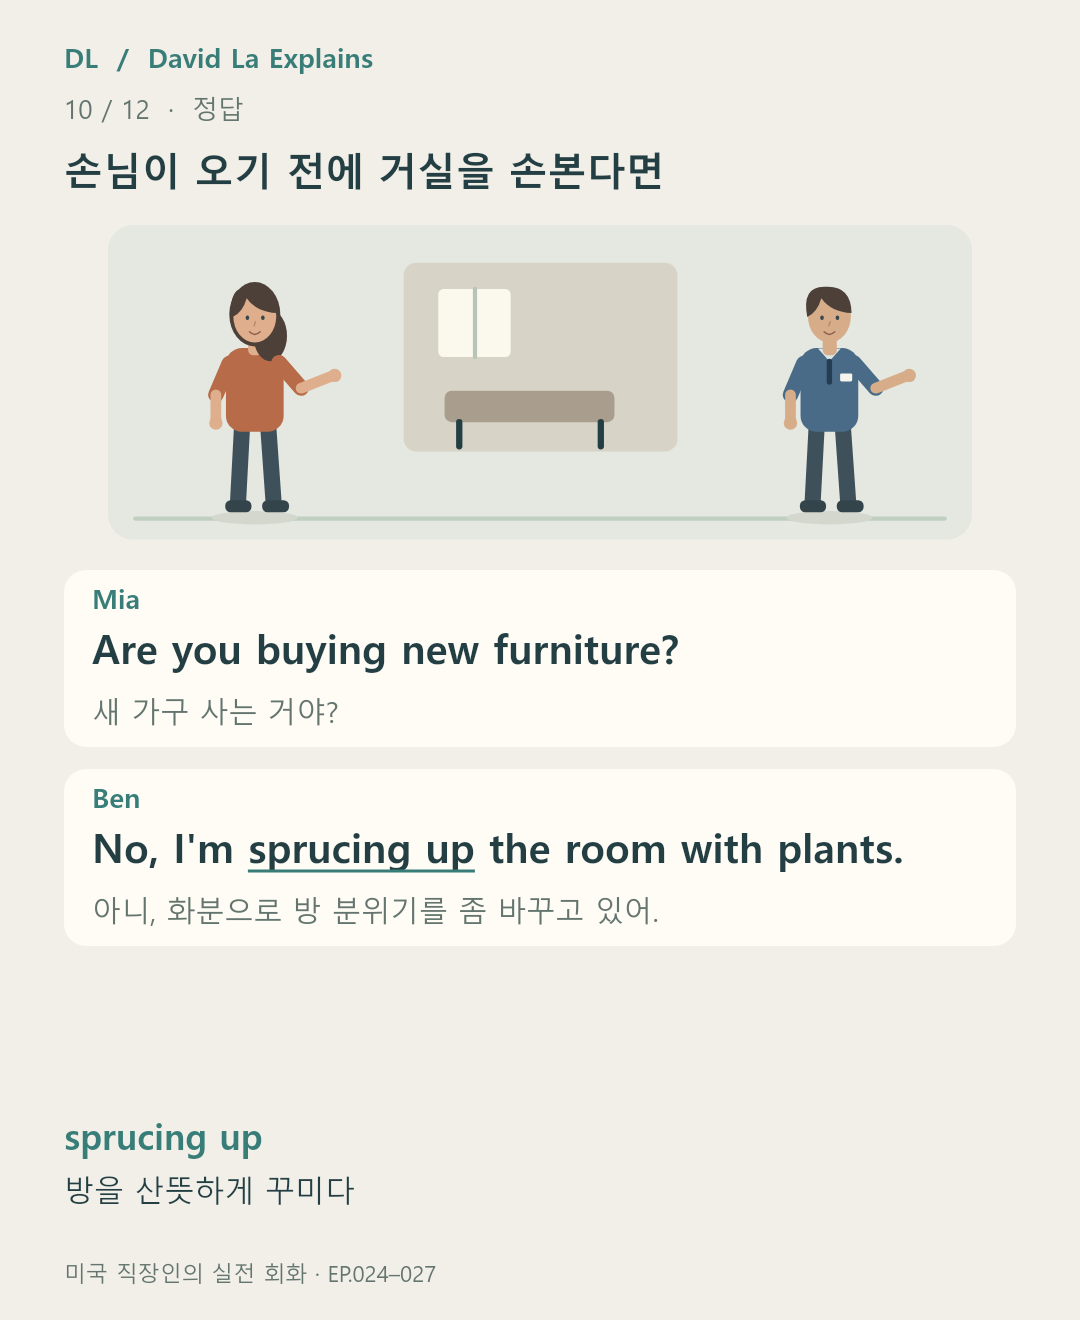 DL / David La Explains
10 / 12 · 정답
손님이 오기 전에 거실을 손본다면
Mia
Are you buying new furniture?
새 가구 사는 거야?
Ben
No, I'm sprucing up the room with plants.
아니, 화분으로 방 분위기를 좀 바꾸고 있어.
sprucing up
방을 산뜻하게 꾸미다
미국 직장인의 실전 회화 · EP.024–027